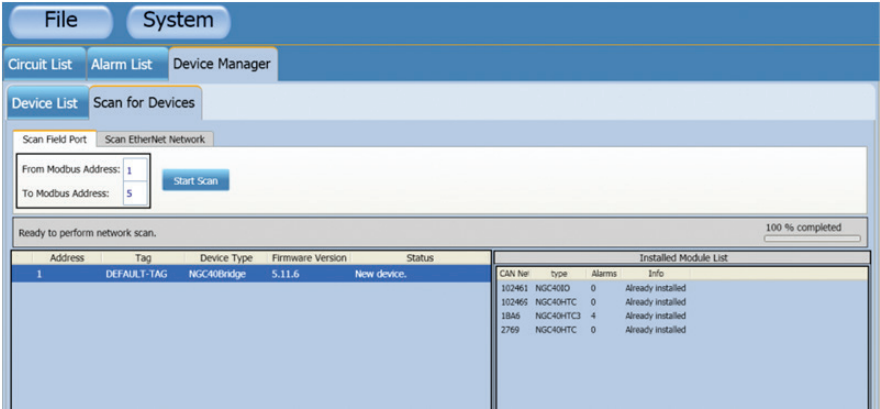 File System
Circuit List Alarm List Device Manager
Device List Scan for Devices
Scan Field Port Scan EtherNet Network
From Modbus Address: 1
Start Scan
To Modbus Address: 5
Ready to perform network scan. 100 % completed
Address Tag Device Type Firmware Version Status
1 DEFAULT-TAG NGC40Bridge 5.11.6 New device.
Installed Module List
CAN Net type Alarms Info
102461 NGC40IO 0 Already installed
102469 NGC40HTC 0 Already installed
1BA6 NGC40HTC3 4 Already installed
2769 NGC40HTC 0 Already installed